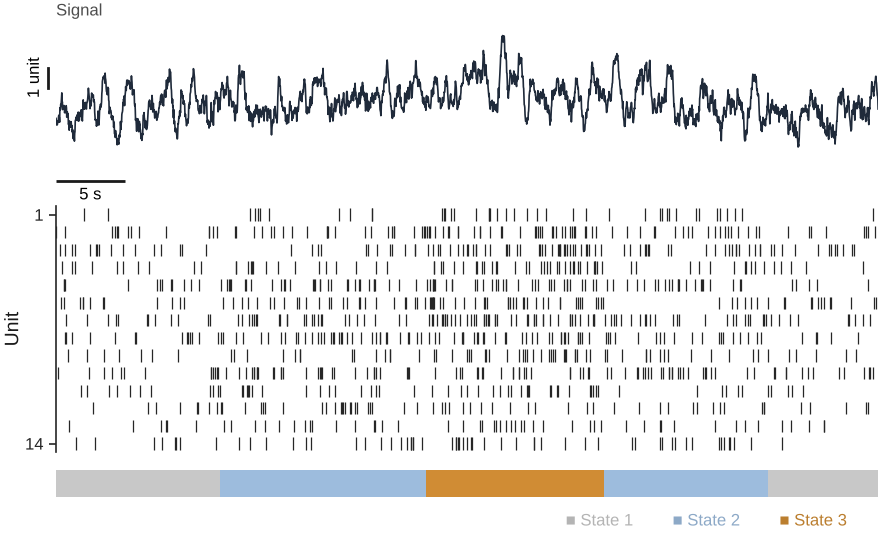 Signal
1 unit
5 s
1
Unit
14
State 1
State 2
State 3